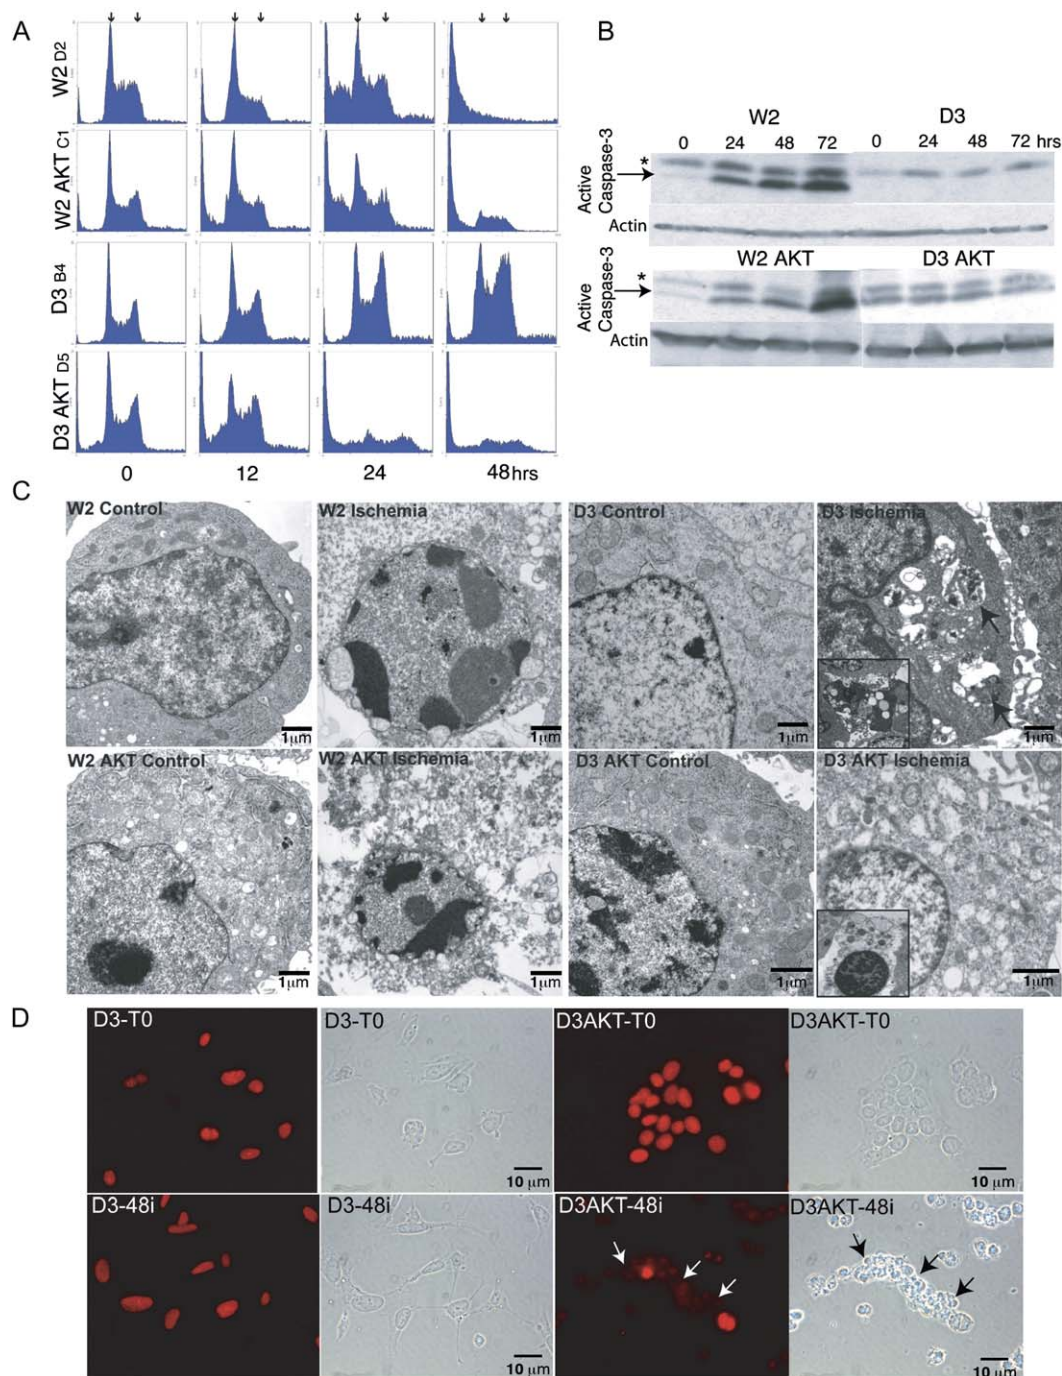 A
W2 D2
W2 AKT C1
D3 B4
D3 AKT D5
0 12 24 48hrs
B
W2 D3
0 24 48 72 0 24 48 72 hrs
*
Active
Caspase-3
Actin
W2 AKT D3 AKT
*
Active
Caspase-3
Actin
C
W2 Control W2 Ischemia D3 Control D3 Ischemia
1μm 1μm 1μm 1μm
W2 AKT Control W2 AKT Ischemia D3 AKT Control D3 AKT Ischemia
1μm 1μm 1μm 1μm
D
D3-T0 D3-T0 D3AKT-T0 D3AKT-T0
10 μm 10 μm
D3-48i D3-48i D3AKT-48i D3AKT-48i
10 μm 10 μm